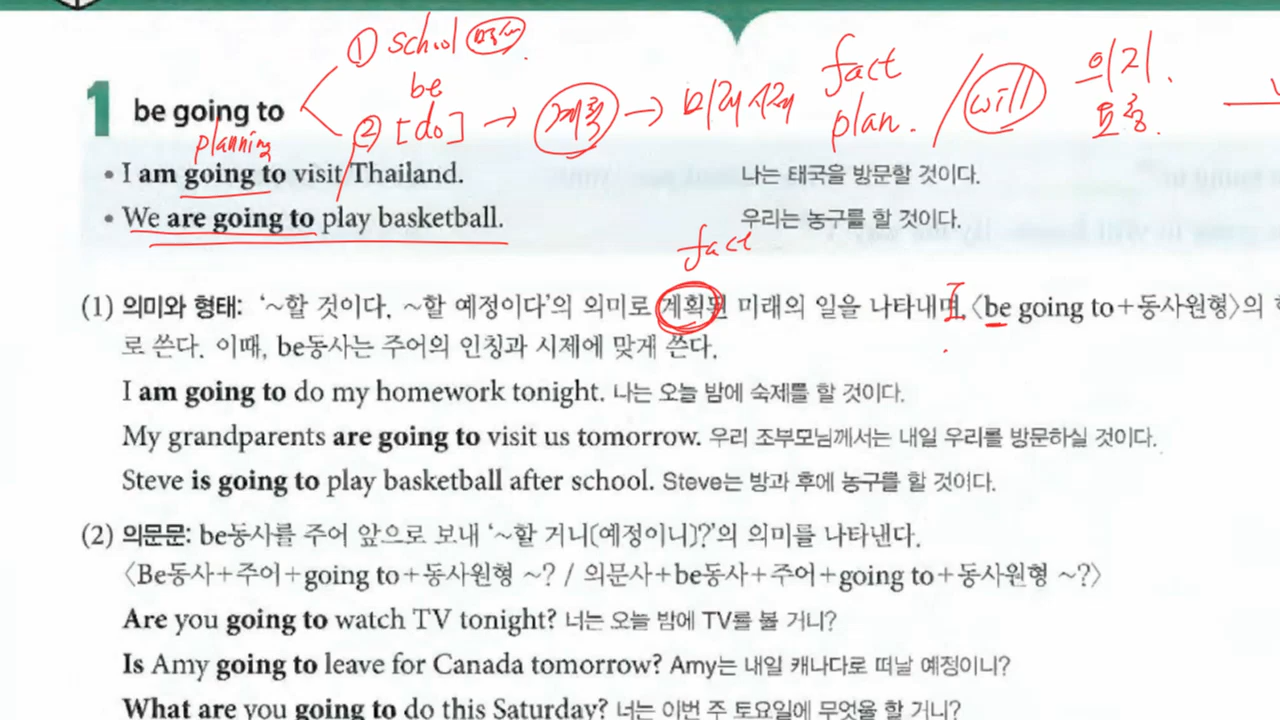 ① school 명사
be
1 be going to ② [do] → 계획 → 미래시제 fact plan. / will 의지. 표충.
planning
• I am going to visit Thailand. 나는 태국을 방문할 것이다.
• We are going to play basketball. 우리는 농구를 할 것이다.
fact
(1) 의미와 형태: ‘~할 것이다, ~할 예정이다’의 의미로 계획된 미래의 일을 나타내며, 〈be going to+동사원형〉의
로 쓴다. 이때, be동사는 주어의 인칭과 시제에 맞게 쓴다.
I am going to do my homework tonight. 나는 오늘 밤에 숙제를 할 것이다.
My grandparents are going to visit us tomorrow. 우리 조부모님께서는 내일 우리를 방문하실 것이다.
Steve is going to play basketball after school. Steve는 방과 후에 농구를 할 것이다.
(2) 의문문: be동사를 주어 앞으로 보내 ‘~할 거니(예정이니)?’의 의미를 나타낸다.
〈Be동사+주어+going to+동사원형 ~? / 의문사+be동사+주어+going to+동사원형 ~?〉
Are you going to watch TV tonight? 너는 오늘 밤에 TV를 볼 거니?
Is Amy going to leave for Canada tomorrow? Amy는 내일 캐나다로 떠날 예정이니?
What are you going to do this Saturday? 너는 이번 주 토요일에 무엇을 할 거니?